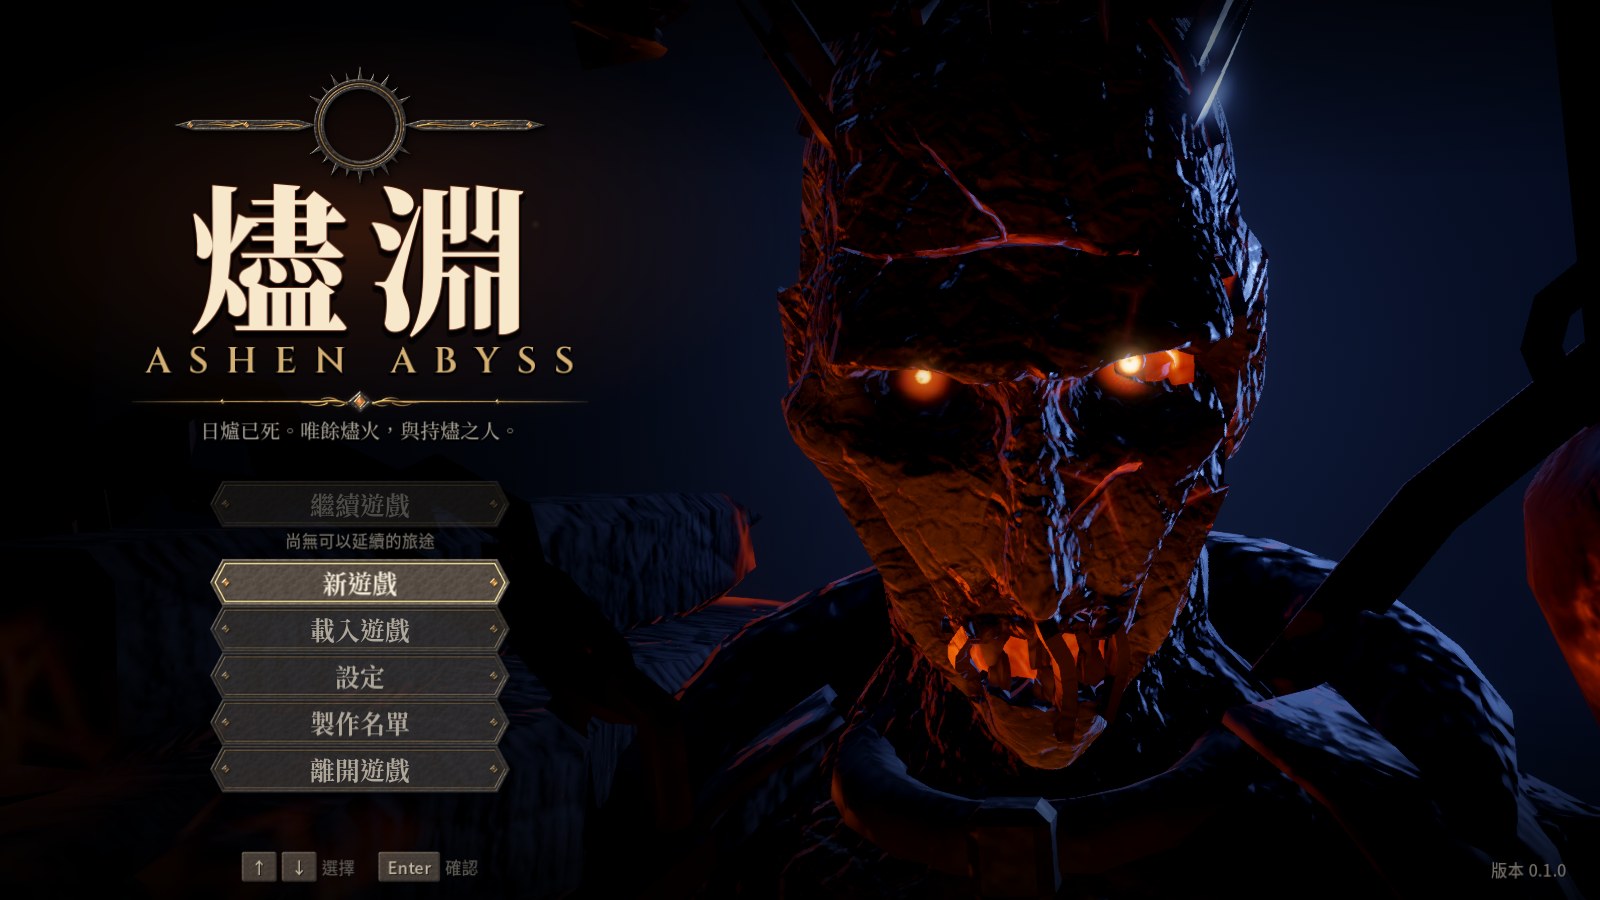 燼淵
ASHEN ABYSS
日爐已死。唯餘燼火，與持燼之人。
繼續遊戲
尚無可以延續的旅途
新遊戲
載入遊戲
設定
製作名單
離開遊戲
↑ ↓ 選擇 Enter 確認
版本 0.1.0